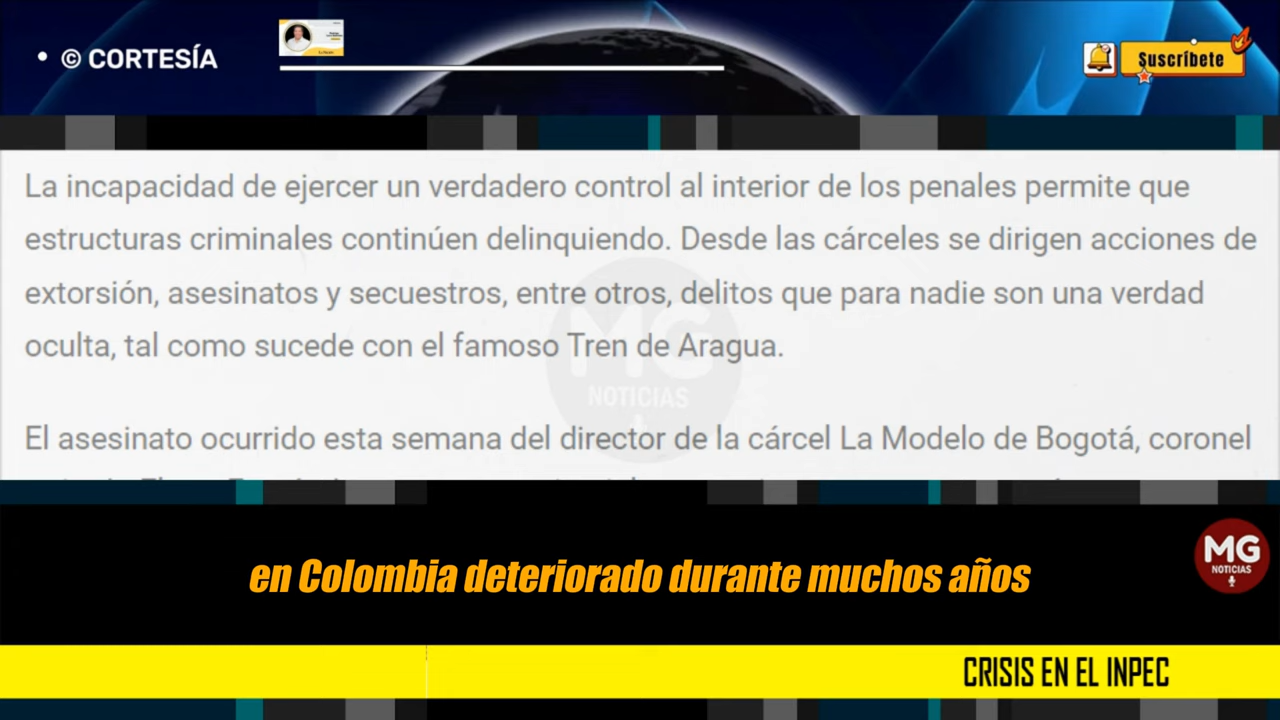 • © CORTESÍA
Suscríbete
La incapacidad de ejercer un verdadero control al interior de los penales permite que
estructuras criminales continúen delinquiendo. Desde las cárceles se dirigen acciones de
extorsión, asesinatos y secuestros, entre otros, delitos que para nadie son una verdad
oculta, tal como sucede con el famoso Tren de Aragua.
MG
NOTICIAS
El asesinato ocurrido esta semana del director de la cárcel La Modelo de Bogotá, coronel
en Colombia deteriorado durante muchos años
MG
NOTICIAS
CRISIS EN EL INPEC